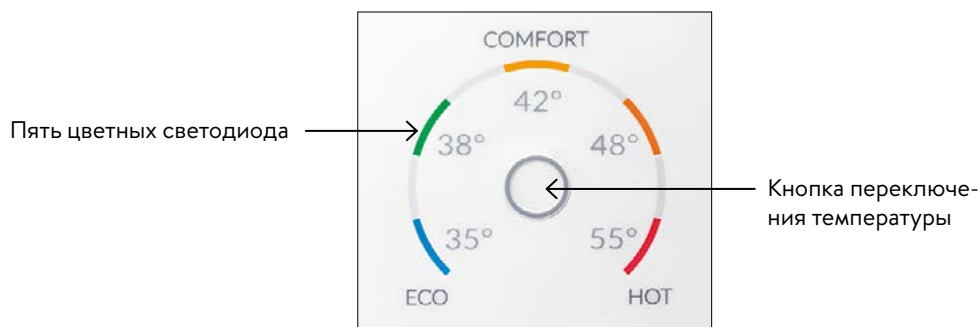 COMFORT
42°
Пять цветных светодиода
38°
48°
Кнопка переключе-
ния температуры
35°
55°
ECO
HOT